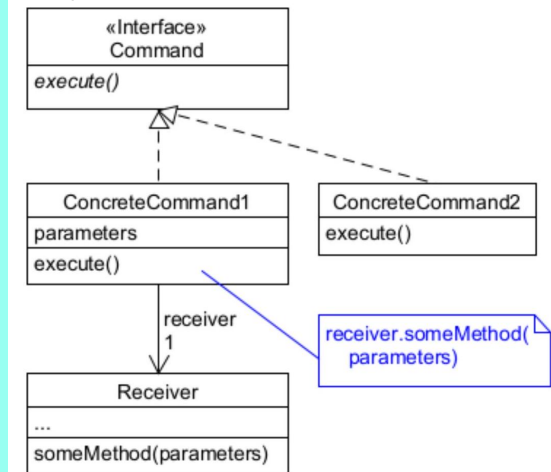 «Interface»
Command
execute()
ConcreteCommand1
parameters
execute()
ConcreteCommand2
execute()
receiver
1
receiver.someMethod(
parameters)
Receiver
...
someMethod(parameters)